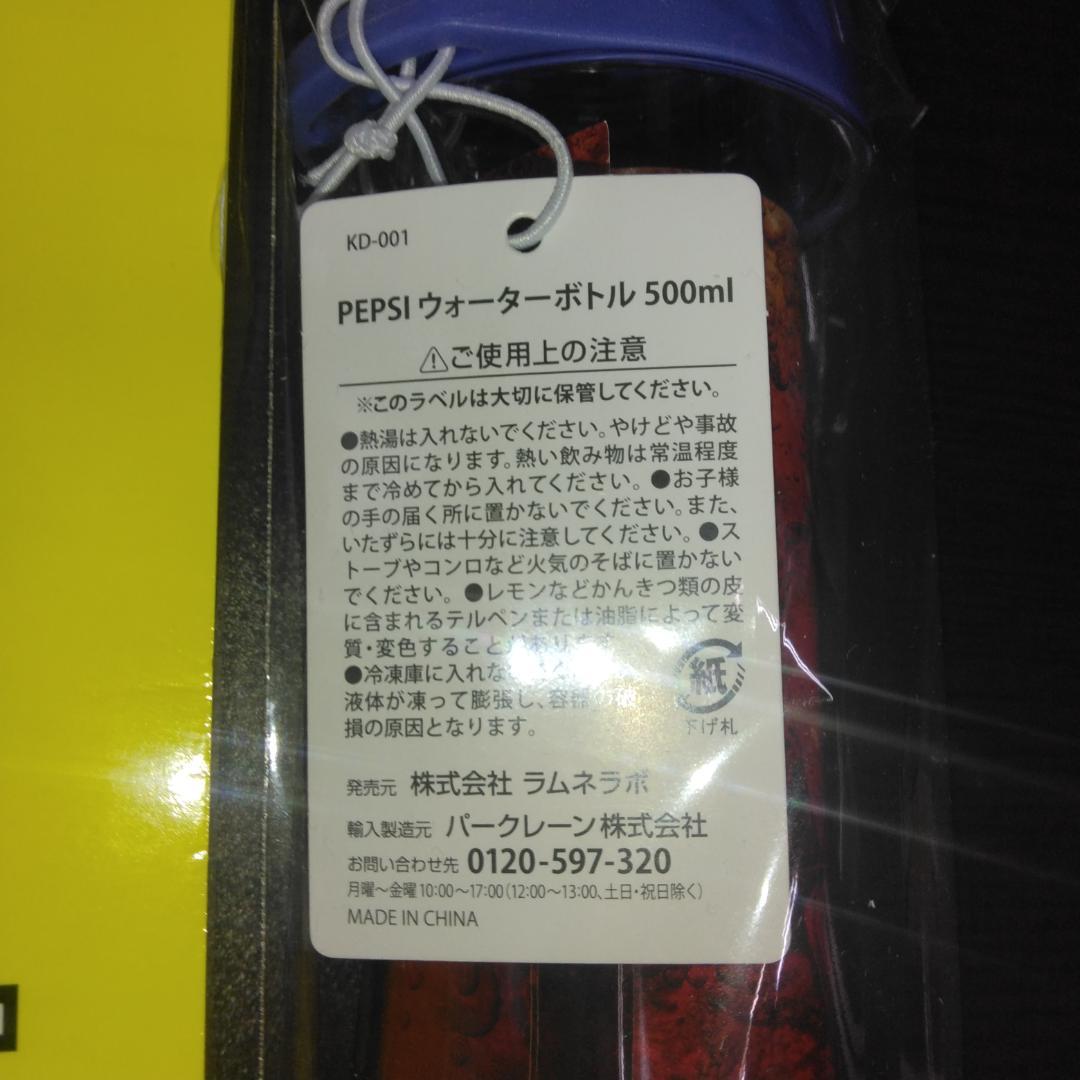 KD-001
PEPSI ウォーターボトル 500ml
⚠ご使用上の注意
※このラベルは大切に保管してください。
●熱湯は入れないでください。やけどや事故
の原因になります。熱い飲み物は常温程度
まで冷めてから入れてください。●お子様
の手の届く所に置かないでください。また、
いたずらには十分に注意してください。●ス
トーブやコンロなど火気のそばに置かない
でください。●レモンなどかんきつ類の皮
に含まれるテルペンまたは油脂によって変
質・変色すること
●冷凍庫に入れな
液体が凍って膨張し、容器
損の原因となります。
紙
下げ札
発売元 株式会社 ラムネラボ
輸入製造元 パークレーン株式会社
お問い合わせ先 0120-597-320
月曜～金曜10:00～17:00(12:00～13:00、土日・祝日除く)
MADE IN CHINA